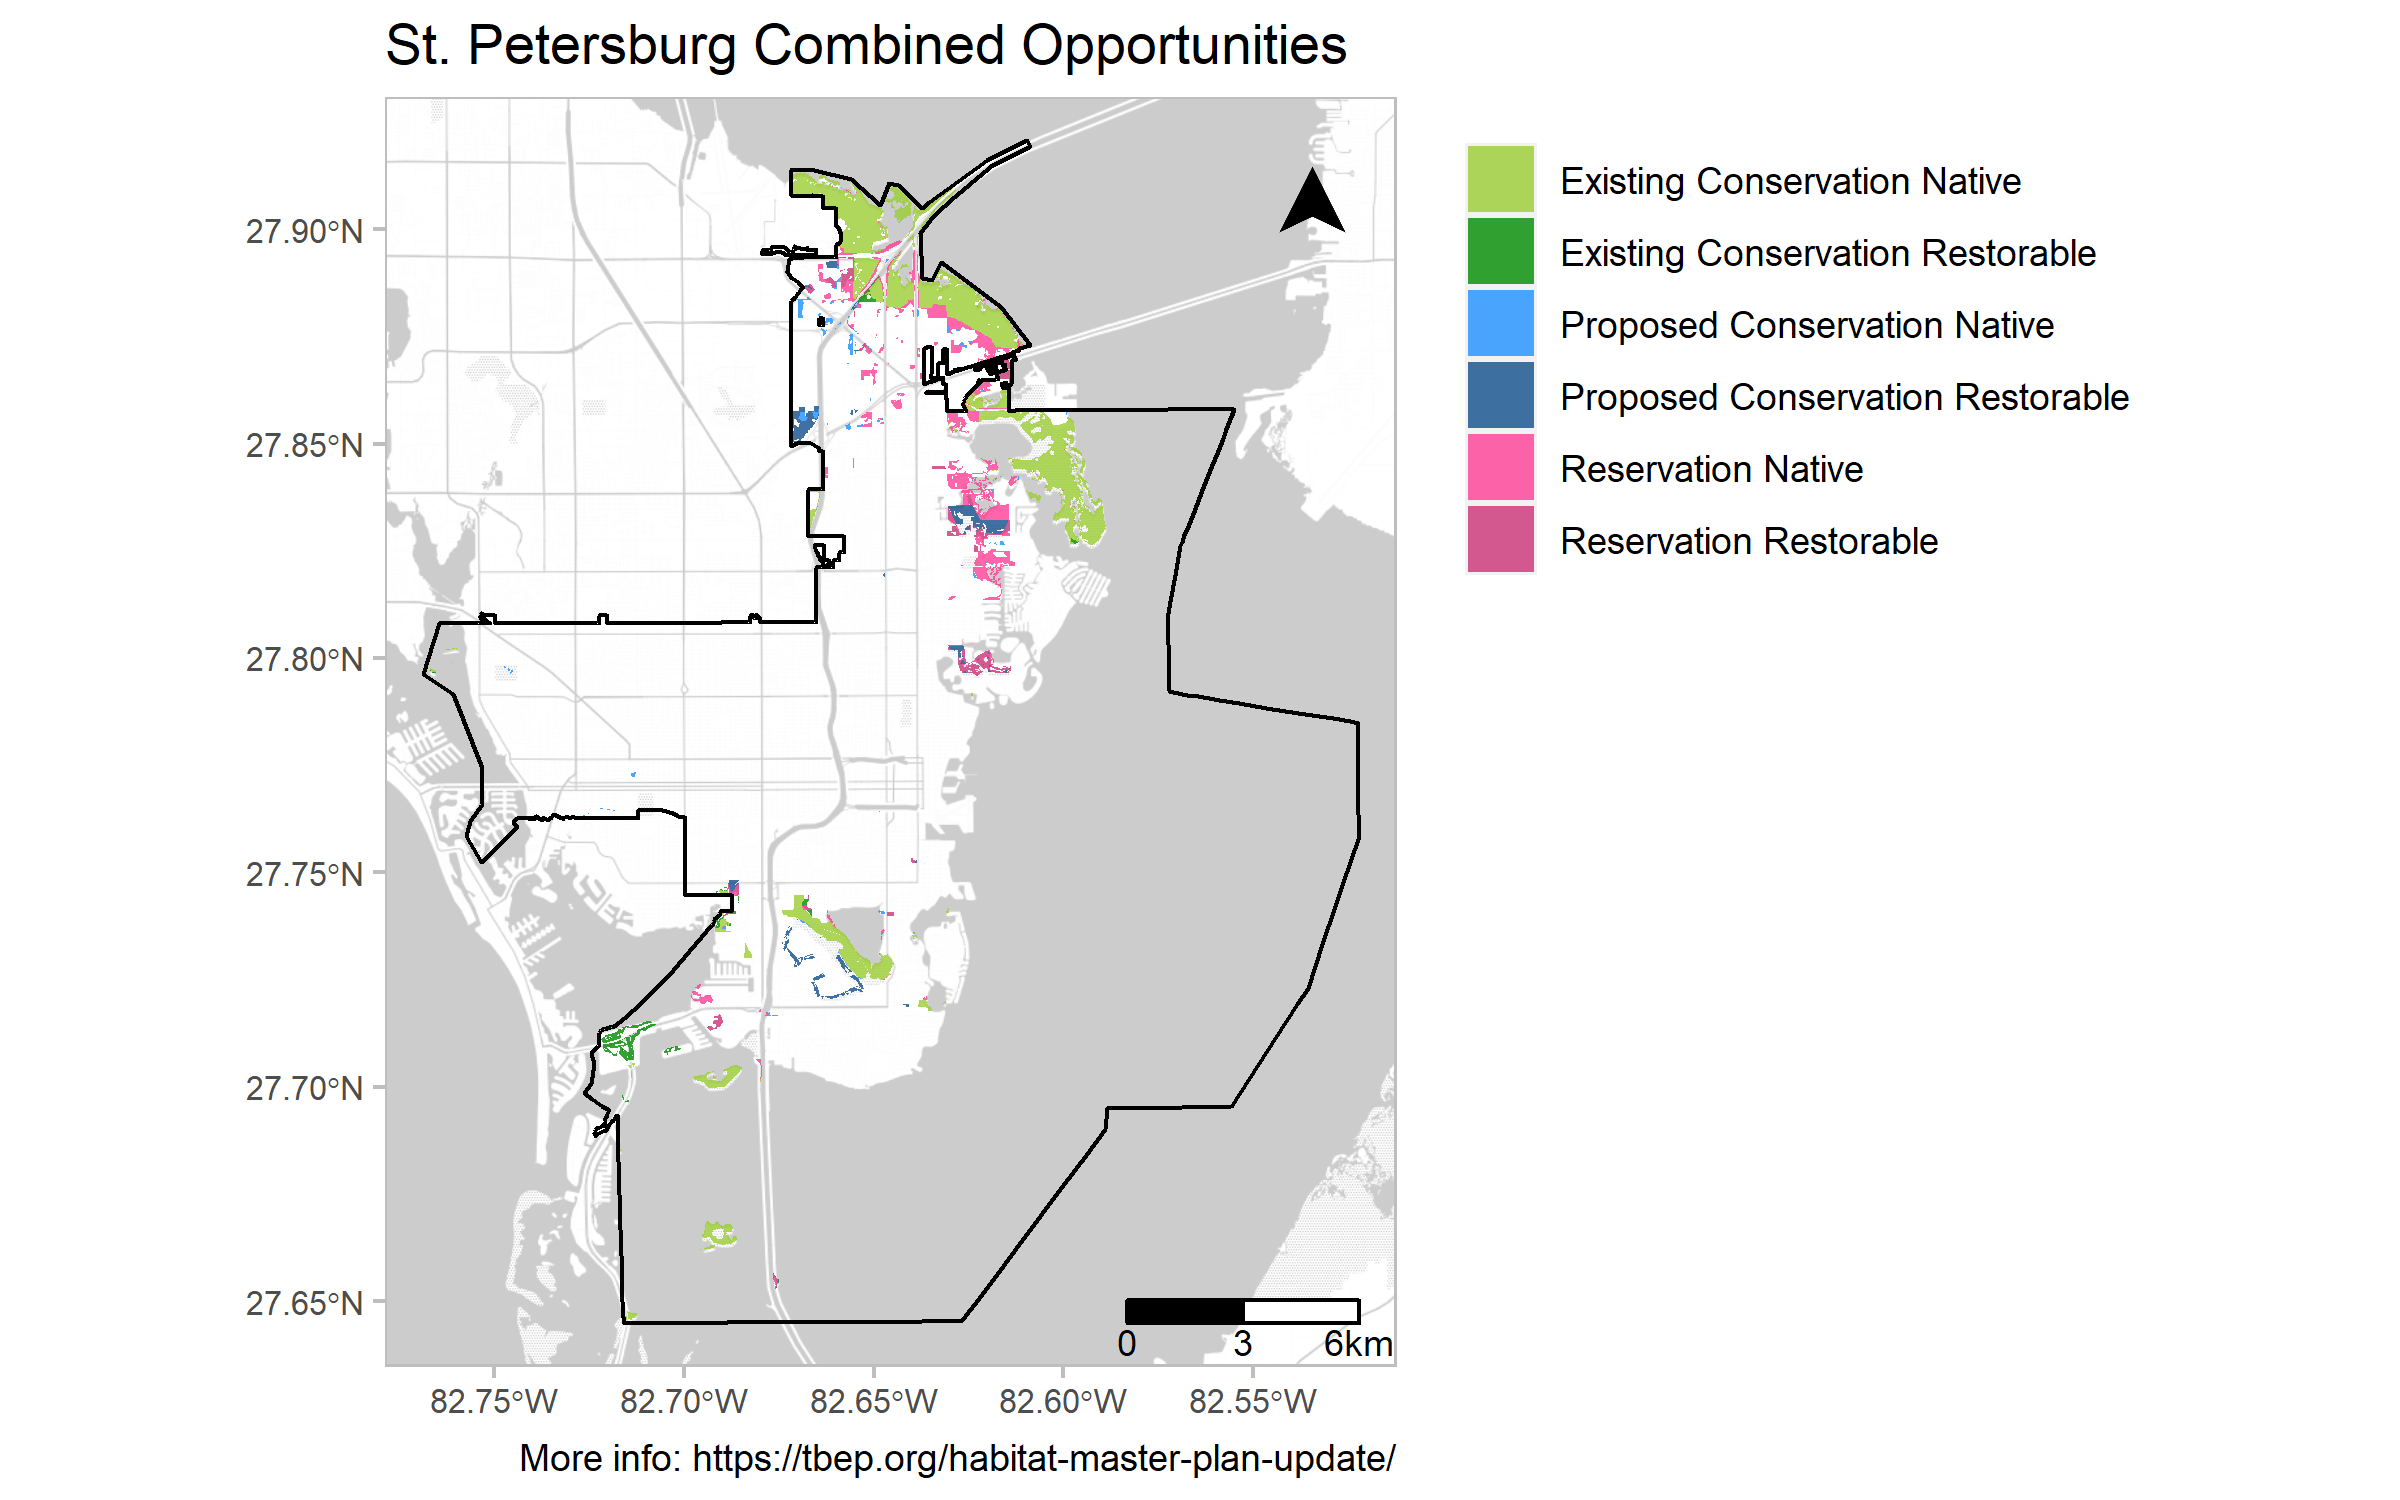 St. Petersburg Combined Opportunities
27.90°N
27.85°N
27.80°N
27.75°N
27.70°N
27.65°N
82.75°W
82.70°W
82.65°W
82.60°W
82.55°W
0
3
6km
Existing Conservation Native
Existing Conservation Restorable
Proposed Conservation Native
Proposed Conservation Restorable
Reservation Native
Reservation Restorable
More info: https://tbep.org/habitat-master-plan-update/